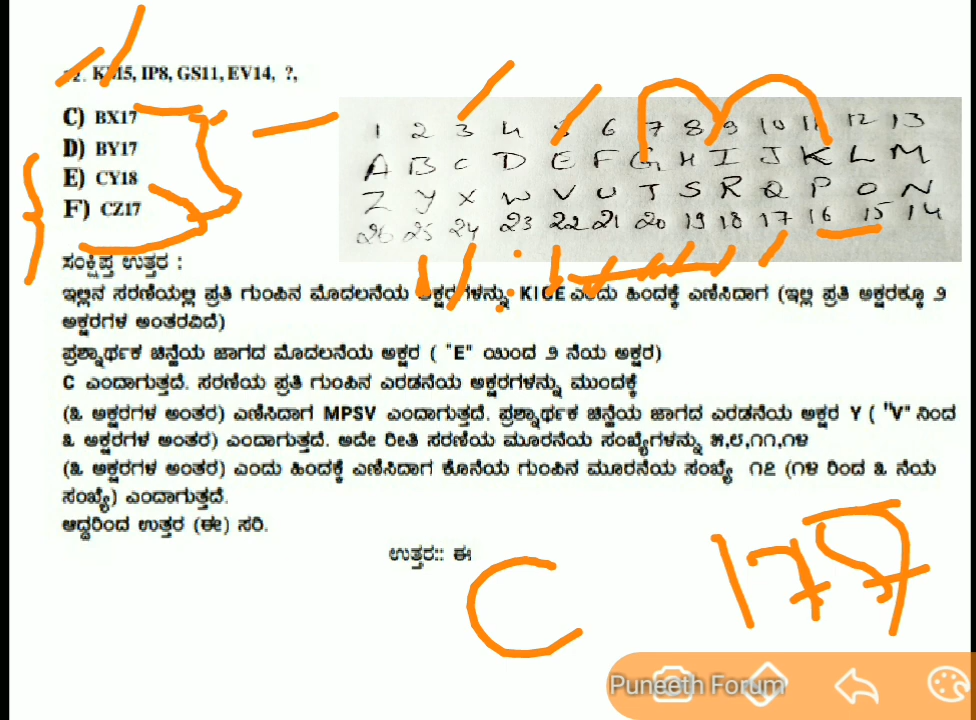 KM15, IP8, GS11, EV14, ?,
C) BX17
D) BY17
E) CY18
F) CZ17
1 2 3 4 5 6 7 8 9 10 11 12 13
A B C D E F G H I J K L M
Z Y X W V U T S R Q P O N
26 25 24 23 22 21 20 19 18 17 16 15 14
ಸಂಕ್ಷಿಪ್ತ ಉತ್ತರ :
ಇಲ್ಲಿನ ಸರಣಿಯಲ್ಲಿ ಪ್ರತಿ ಗುಂಪಿನ ಮೊದಲನೆಯ ಅಕ್ಷರಗಳನ್ನು KIGE ಎಂದು ಹಿಂದಕ್ಕೆ ಎಣಿಸಿದಾಗ (ಇಲ್ಲಿ ಪ್ರತಿ ಅಕ್ಷರಕ್ಕೂ ೨
ಅಕ್ಷರಗಳ ಅಂತರವಿದೆ)
ಪ್ರಶ್ನಾರ್ಥಕ ಚಿನ್ಹೆಯ ಜಾಗದ ಮೊದಲನೆಯ ಅಕ್ಷರ ( "E" ಯಿಂದ ೨ ನೆಯ ಅಕ್ಷರ)
C ಎಂದಾಗುತ್ತದೆ. ಸರಣಿಯ ಪ್ರತಿ ಗುಂಪಿನ ಎರಡನೆಯ ಅಕ್ಷರಗಳನ್ನು ಮುಂದಕ್ಕೆ
(೩ ಅಕ್ಷರಗಳ ಅಂತರ) ಎಣಿಸಿದಾಗ MPSV ಎಂದಾಗುತ್ತದೆ. ಪ್ರಶ್ನಾರ್ಥಕ ಚಿನ್ಹೆಯ ಜಾಗದ ಎರಡನೆಯ ಅಕ್ಷರ Y ( "V" ನಿಂದ
೩ ಅಕ್ಷರಗಳ ಅಂತರ) ಎಂದಾಗುತ್ತದೆ. ಅದೇ ರೀತಿ ಸರಣಿಯ ಮೂರನೆಯ ಸಂಖ್ಯೆಗಳನ್ನು ೫,೮,೧೧,೧೪
(೩ ಅಕ್ಷರಗಳ ಅಂತರ) ಎಂದು ಹಿಂದಕ್ಕೆ ಎಣಿಸಿದಾಗ ಕೊನೆಯ ಗುಂಪಿನ ಮೂರನೆಯ ಸಂಖ್ಯೆ ೧೭ (೧೪ ರಿಂದ ೩ ನೆಯ
ಸಂಖ್ಯೆ) ಎಂದಾಗುತ್ತದೆ.
ಆದ್ದರಿಂದ ಉತ್ತರ (ಈ) ಸರಿ.
ಉತ್ತರ:: ಈ
C 17
Puneeth Forum